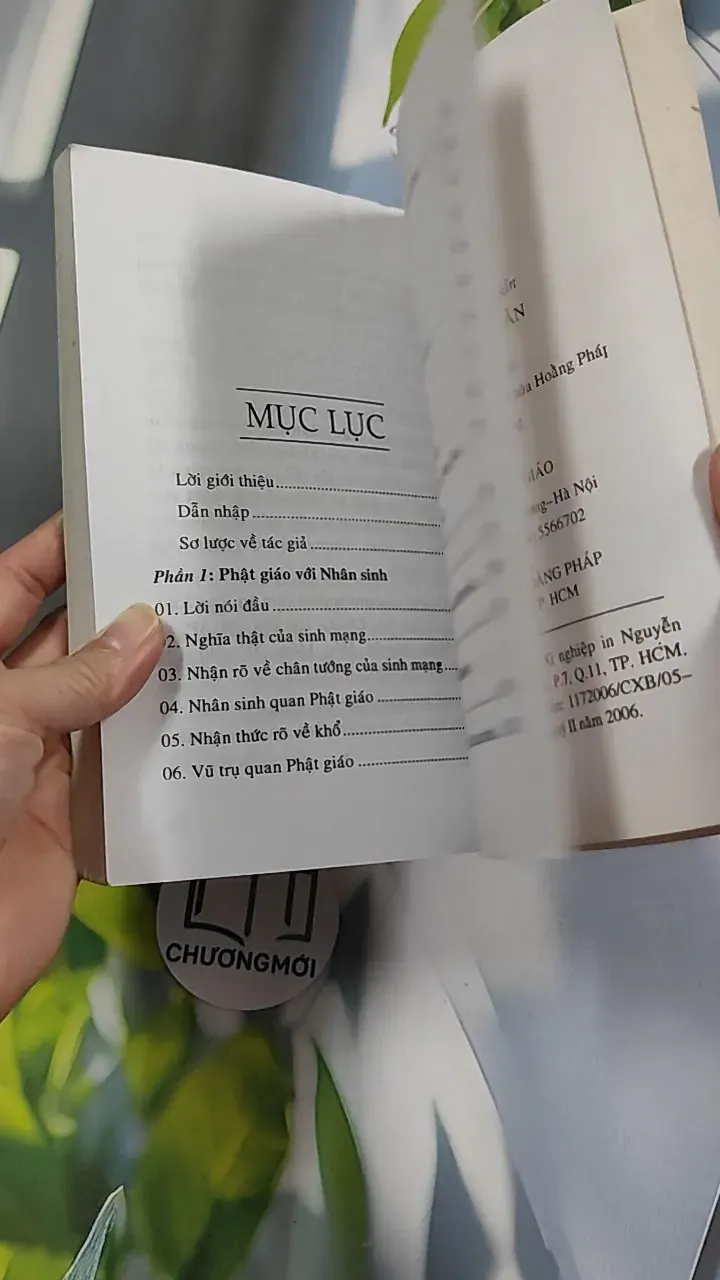 MỤC LỤC
Lời giới thiệu
Dẫn nhập
Sơ lược về tác giả
Phần 1: Phật giáo với Nhân sinh
01. Lời nói đầu
2. Nghĩa thật của sinh mạng
03. Nhận rõ về chân tướng của sinh mạng
04. Nhân sinh quan Phật giáo
05. Nhận thức rõ về khổ
06. Vũ trụ quan Phật giáo
Hoằng Pháp
–Hà Nội
5566702
PHÁP
HCM
nghiệp in Nguyễn
P.7, Q.11, TP. HCM.
1172006/CXB/05–
II năm 2006.
CHƯƠNGMỚI